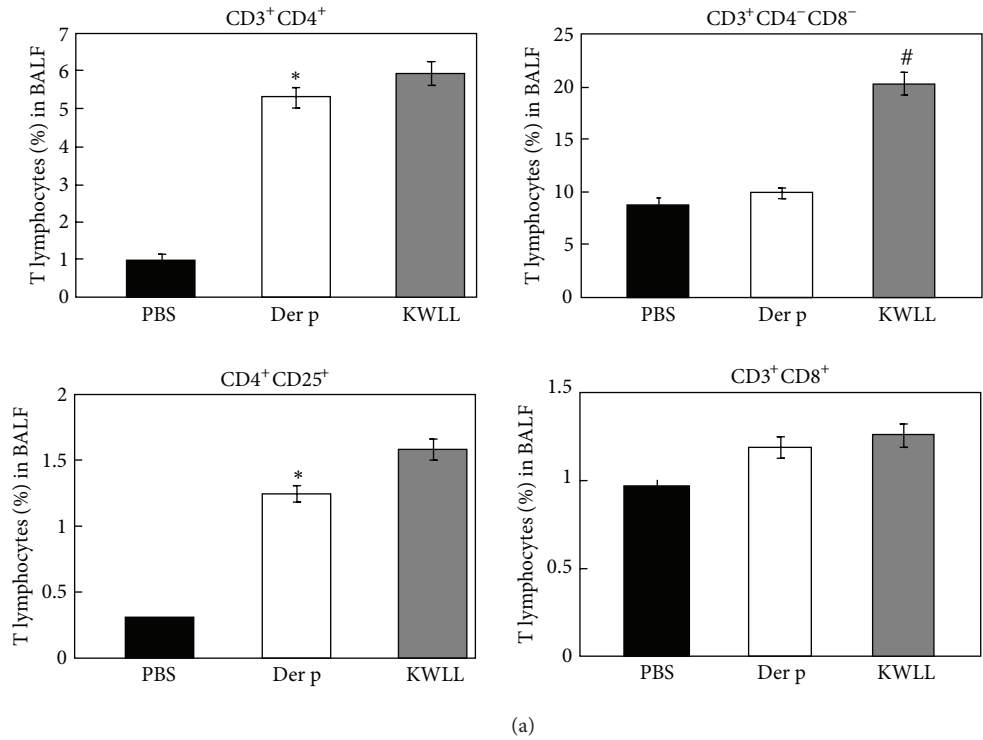 CD3⁺CD4⁺
T lymphocytes (%) in BALF
7
6
5
4
3
2
1
0
*
PBS Der p KWLL
CD3⁺CD4⁻CD8⁻
T lymphocytes (%) in BALF
25
20
15
10
5
0
#
PBS Der p KWLL
CD4⁺CD25⁺
T lymphocytes (%) in BALF
2
1.5
1
0.5
0
*
PBS Der p KWLL
CD3⁺CD8⁺
T lymphocytes (%) in BALF
1.5
1
0.5
0
PBS Der p KWLL
(a)